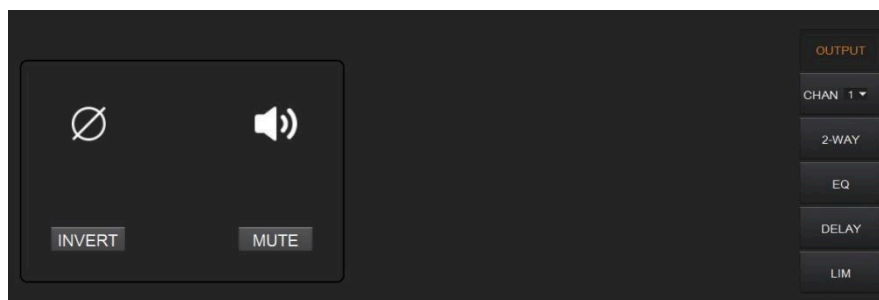 OUTPUT
CHAN 1
2-WAY
EQ
DELAY
LIM
INVERT
MUTE